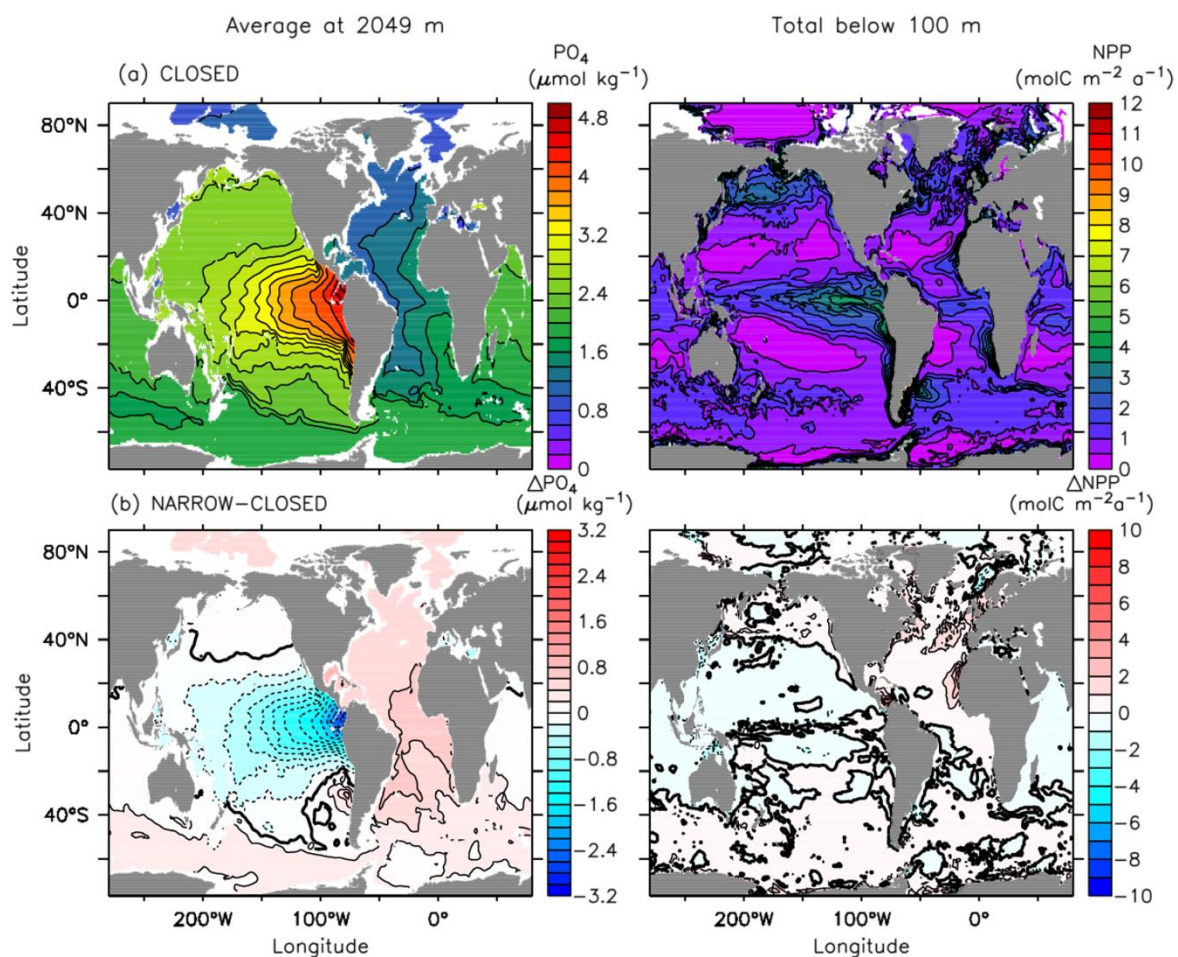 Average at 2049 m
Total below 100 m
(a) CLOSED
PO4
(μmol kg−1)
NPP
(molC m−2 a−1)
80°N
40°N
0°
40°S
Latitude
4.8
4
3.2
2.4
1.6
0.8
0
12
11
10
9
8
7
6
5
4
3
2
1
0
(b) NARROW−CLOSED
ΔPO4
(μmol kg−1)
ΔNPP
(molC m−2a−1)
80°N
40°N
0°
40°S
Latitude
3.2
2.4
1.6
0.8
0
−0.8
−1.6
−2.4
−3.2
10
8
6
4
2
0
−2
−4
−6
−8
−10
200°W
100°W
0°
Longitude
200°W
100°W
0°
Longitude